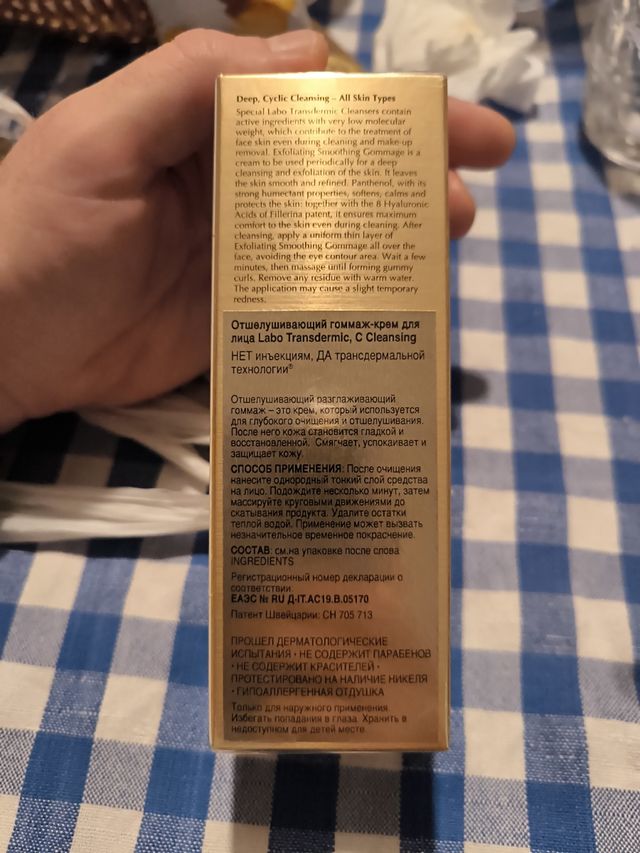 Deep, Cyclic Cleansing – All Skin Types
Special Labo Transdermic Cleansers contain
active ingredients with very low molecular
weight, which contribute to the treatment of
face skin even during cleaning and make-up
removal. Exfoliating Smoothing Gommage is a
cream to be used periodically for a deep
cleansing and exfoliation of the skin. It leaves
the skin smooth and refined. Panthenol, with its
strong humectant properties, softens, calms and
protects the skin: together with the 8 Hyaluronic
Acids of Fillerina patent, it ensures maximum
comfort to the skin even during cleaning. After
cleansing, apply a uniform thin layer of
Exfoliating Smoothing Gommage all over the
face, avoiding the eye contour area. Wait a few
minutes, then massage until forming gummy
curls. Remove any residue with warm water.
The application may cause a slight temporary
redness.
Отшелушивающий гоммаж-крем для
лица Labo Transdermic, C Cleansing
НЕТ инъекциям, ДА трансдермальной
технологии®
Отшелушивающий разглаживающий
гоммаж – это крем, который используется
для глубокого очищения и отшелушивания.
После него кожа становится гладкой и
восстановленной. Смягчает, успокаивает и
защищает кожу.
СПОСОБ ПРИМЕНЕНИЯ: После очищения
нанесите однородный тонкий слой средства
на лицо. Подождите несколько минут, затем
массируйте круговыми движениями до
скатывания продукта. Удалите остатки
теплой водой. Применение может вызвать
незначительное временное покраснение.
СОСТАВ: см.на упаковке после слова
INGREDIENTS
Регистрационный номер декларации о
соответствии:
ЕАЭС № RU Д-IT.АС19.В.05170
Патент Швейцарии: CH 705 713
ПРОШЕЛ ДЕРМАТОЛОГИЧЕСКИЕ
ИСПЫТАНИЯ • НЕ СОДЕРЖИТ ПАРАБЕНОВ
• НЕ СОДЕРЖИТ КРАСИТЕЛЕЙ •
ПРОТЕСТИРОВАНО НА НАЛИЧИЕ НИКЕЛЯ
• ГИПОАЛЛЕРГЕННАЯ ОТДУШКА
Только для наружного применения.
Избегать попадания в глаза. Хранить в
недоступном для детей месте.